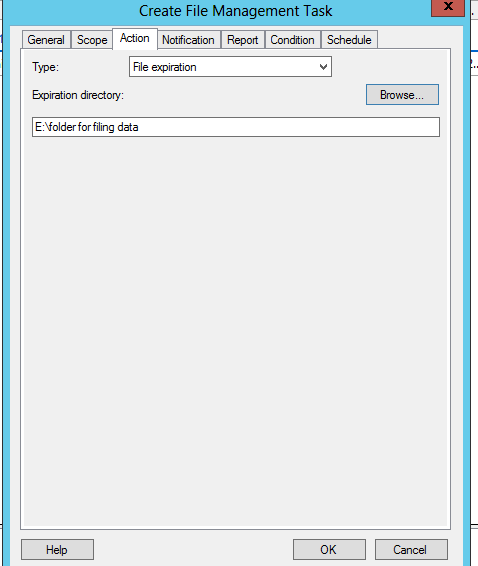 Create File Management Task
x
General Scope Action Notification Report Condition Schedule
Type: File expiration
Expiration directory: Browse...
E:\folder for filing data
Help OK Cancel